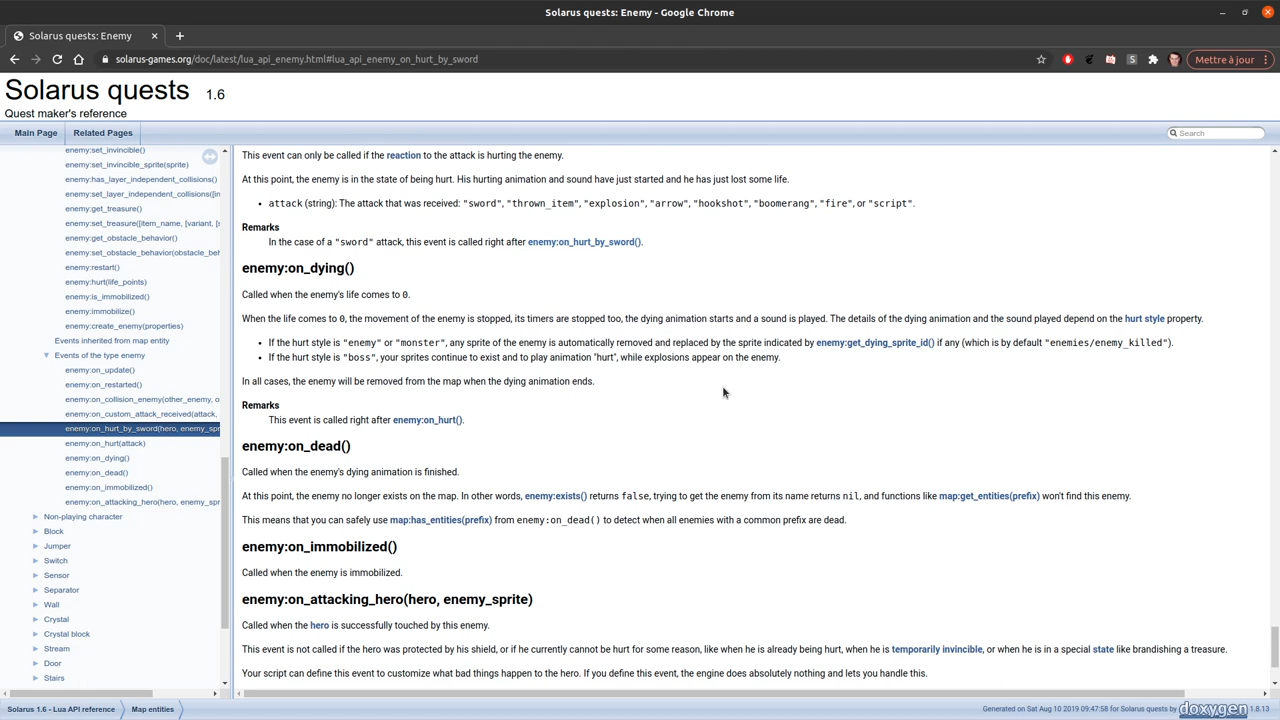 Solarus quests: Enemy - Google Chrome
Solarus quests: Enemy
solarus-games.org/doc/latest/lua_api_enemy.html#lua_api_enemy_on_hurt_by_sword
Mettre à jour
Solarus quests 1.6
Quest maker's reference
Main Page
Related Pages
Search
enemy:set_invincible()
enemy:set_invincible_sprite(sprite)
enemy:has_layer_independent_collisions()
enemy:set_layer_independent_collisions([in
enemy:get_treasure()
enemy:set_treasure([item_name, [variant, [s
enemy:get_obstacle_behavior()
enemy:set_obstacle_behavior(obstacle_beh
enemy:restart()
enemy:hurt(life_points)
enemy:is_immobilized()
enemy:immobilize()
enemy:create_enemy(properties)
Events inherited from map entity
Events of the type enemy
enemy:on_update()
enemy:on_restarted()
enemy:on_collision_enemy(other_enemy, o
enemy:on_custom_attack_received(attack,
enemy:on_hurt_by_sword(hero, enemy_spr
enemy:on_hurt(attack)
enemy:on_dying()
enemy:on_dead()
enemy:on_immobilized()
enemy:on_attacking_hero(hero, enemy_spr
Non-playing character
Block
Jumper
Switch
Sensor
Separator
Wall
Crystal
Crystal block
Stream
Door
Stairs
This event can only be called if the reaction to the attack is hurting the enemy.
At this point, the enemy is in the state of being hurt. His hurting animation and sound have just started and he has just lost some life.
• attack (string): The attack that was received: "sword", "thrown_item", "explosion", "arrow", "hookshot", "boomerang", "fire", or "script".
Remarks
In the case of a "sword" attack, this event is called right after enemy:on_hurt_by_sword().
enemy:on_dying()
Called when the enemy's life comes to 0.
When the life comes to 0, the movement of the enemy is stopped, its timers are stopped too, the dying animation starts and a sound is played. The details of the dying animation and the sound played depend on the hurt style property.
• If the hurt style is "enemy" or "monster", any sprite of the enemy is automatically removed and replaced by the sprite indicated by enemy:get_dying_sprite_id() if any (which is by default "enemies/enemy_killed").
• If the hurt style is "boss", your sprites continue to exist and to play animation "hurt", while explosions appear on the enemy.
In all cases, the enemy will be removed from the map when the dying animation ends.
Remarks
This event is called right after enemy:on_hurt().
enemy:on_dead()
Called when the enemy's dying animation is finished.
At this point, the enemy no longer exists on the map. In other words, enemy:exists() returns false, trying to get the enemy from its name returns nil, and functions like map:get_entities(prefix) won't find this enemy.
This means that you can safely use map:has_entities(prefix) from enemy:on_dead() to detect when all enemies with a common prefix are dead.
enemy:on_immobilized()
Called when the enemy is immobilized.
enemy:on_attacking_hero(hero, enemy_sprite)
Called when the hero is successfully touched by this enemy.
This event is not called if the hero was protected by his shield, or if he currently cannot be hurt for some reason, like when he is already being hurt, when he is temporarily invincible, or when he is in a special state like brandishing a treasure.
Your script can define this event to customize what bad things happen to the hero. If you define this event, the engine does absolutely nothing and lets you handle this.
Solarus 1.6 - Lua API reference
Map entities
Generated on Sat Aug 10 2019 09:47:58 for Solarus quests by doxygen 1.8.13